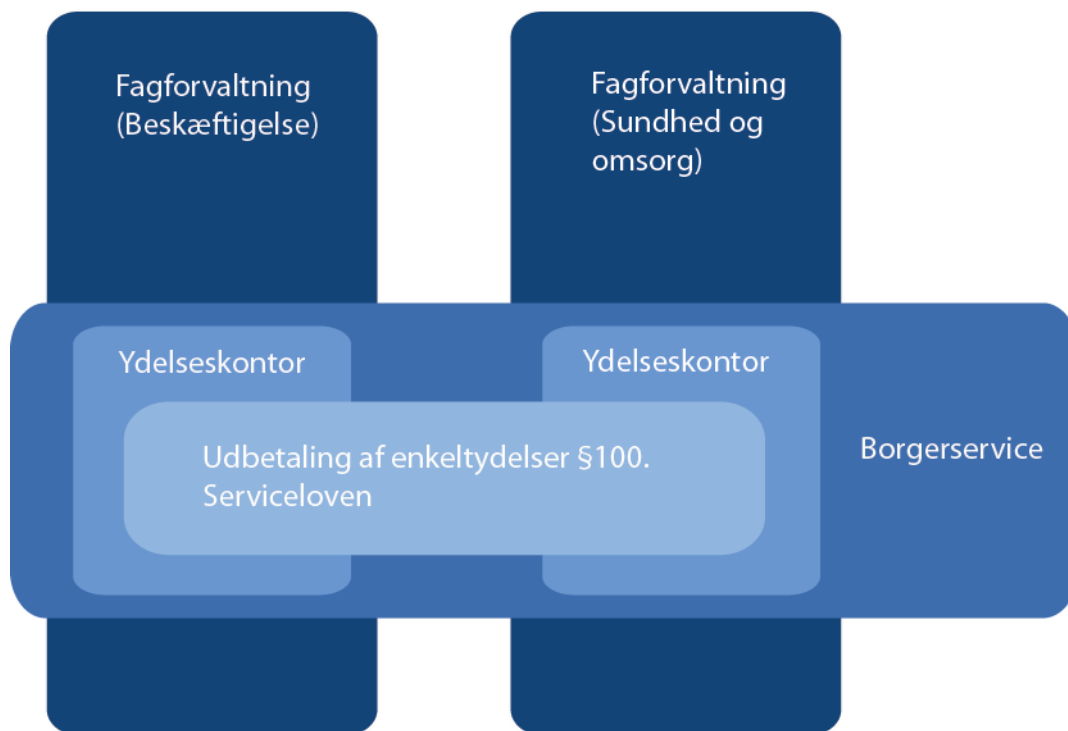 Fagforvaltning
(Beskæftigelse)
Fagforvaltning
(Sundhed og
omsorg)
Ydelseskontor
Ydelseskontor
Udbetaling af enkeltydelser §100.
Serviceloven
Borgerservice